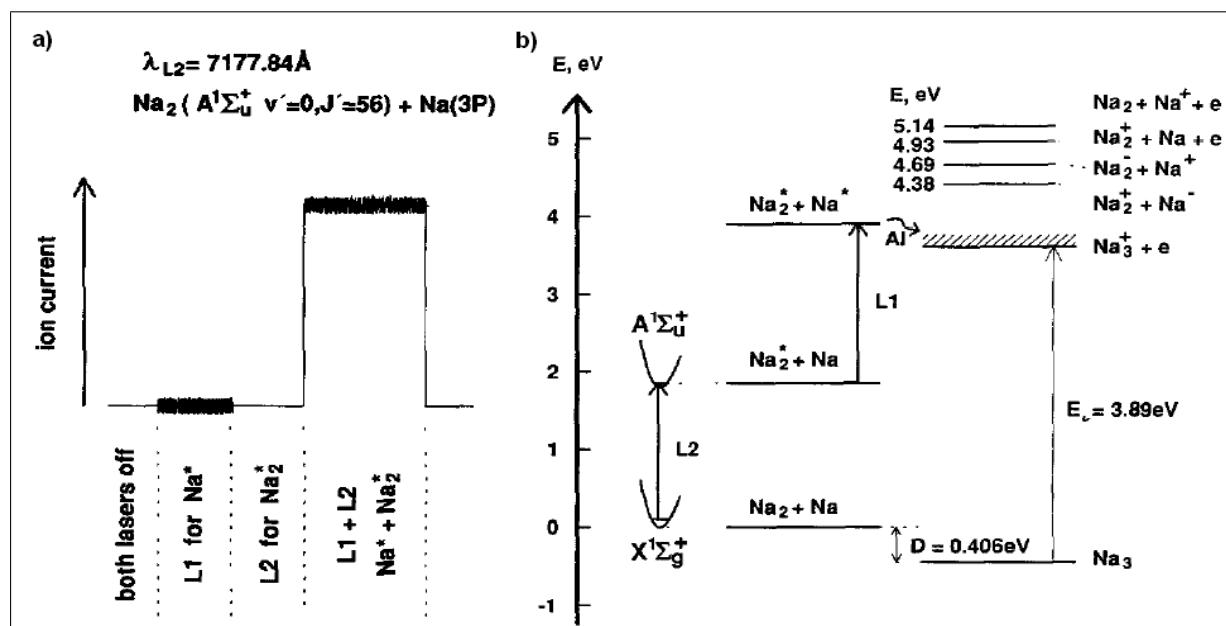 a)
λL2= 7177.84Å
Na2 ( A¹Σu⁺ v´=0,J´=56) + Na(3P)
ion current
both lasers off
L1 for Na*
L2 for Na2*
L1 + L2
Na* + Na2*
b)
E, eV
5
4
3
2
1
0
-1
A¹Σu⁺
L2
X¹Σg⁺
Na2* + Na*
Na2* + Na
L1
Na2 + Na
AI
E, eV
5.14
4.93
4.69
4.38
Na2 + Na⁺ + e
Na2⁺ + Na + e
Na2⁻ + Na⁺
Na2⁺ + Na⁻
Na3⁺ + e
= 3.89eV
D = 0.406eV
Na3